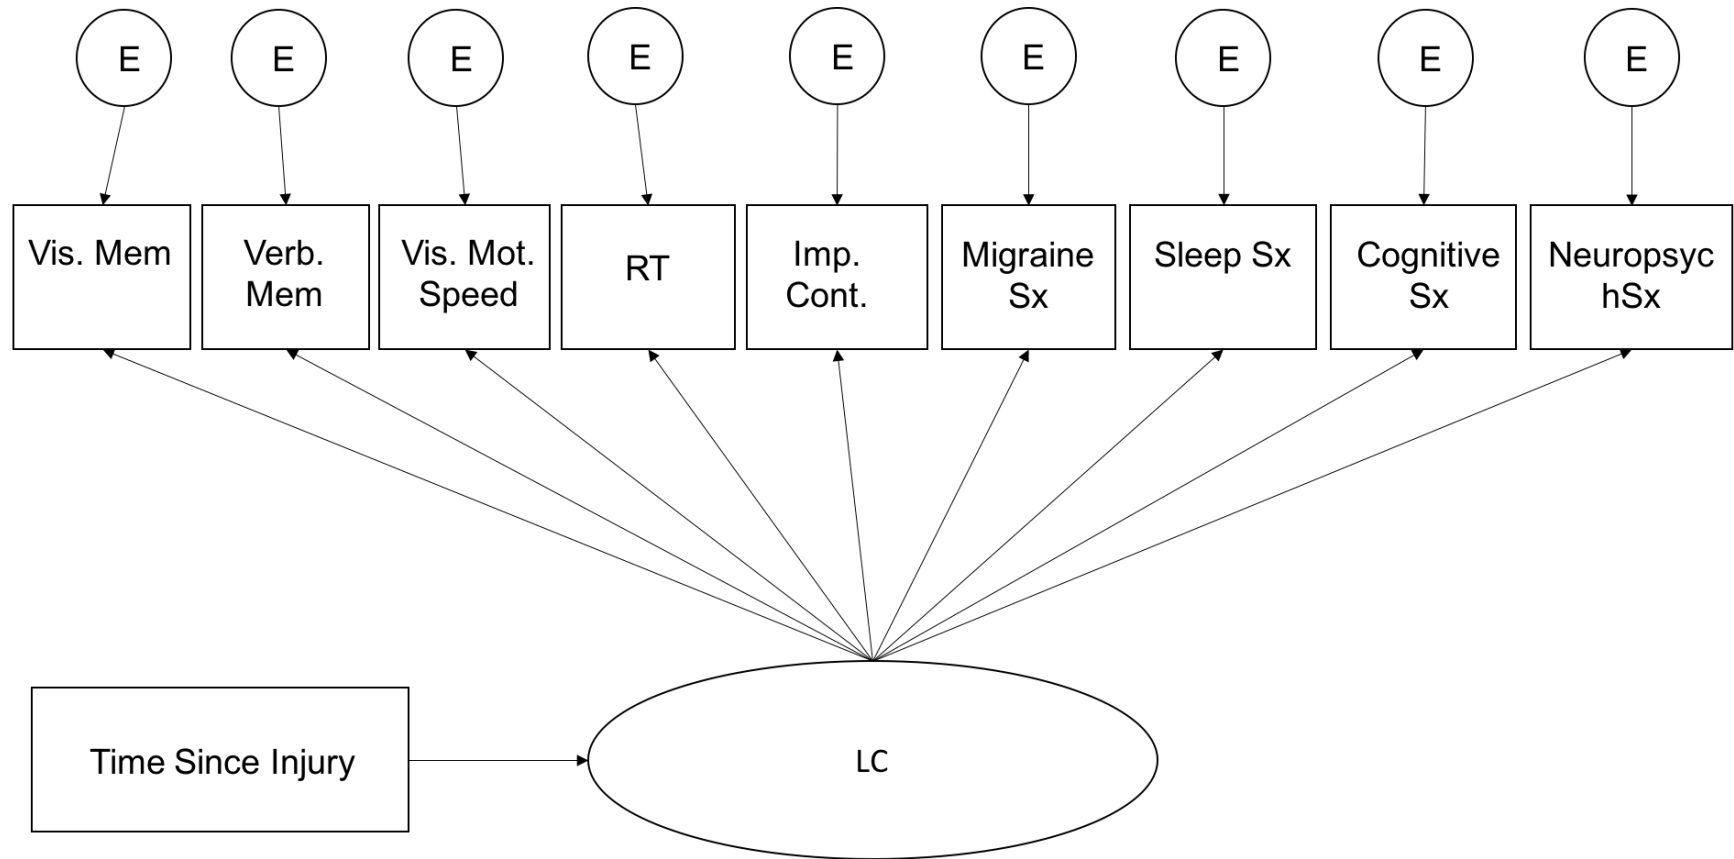 E
E
E
E
E
E
E
E
E
Vis. Mem
Verb.
Mem
Vis. Mot.
Speed
RT
Imp.
Cont.
Migraine
Sx
Sleep Sx
Cognitive
Sx
Neuropsyc
hSx
Time Since Injury
LC